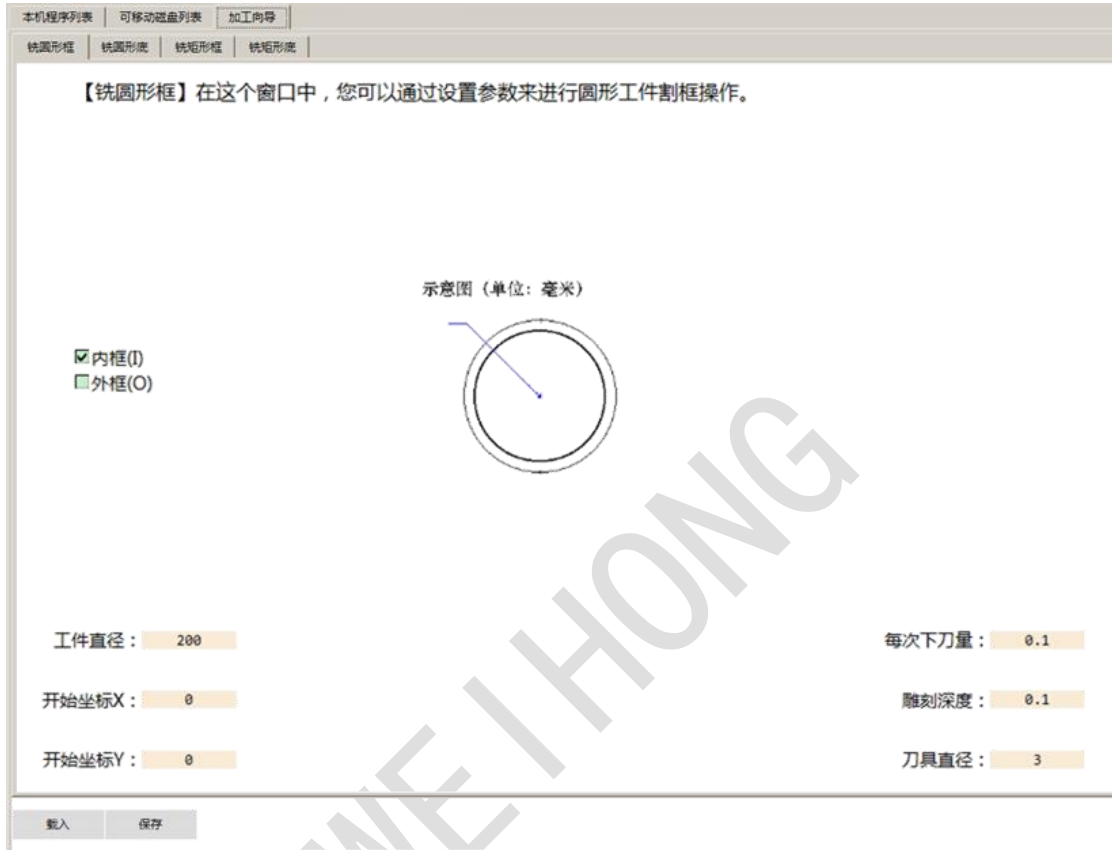 本机程序列表 可移动磁盘列表 加工向导
铣圆形框 铣圆形底 铣矩形框 铣矩形底
【铣圆形框】在这个窗口中，您可以通过设置参数来进行圆形工件割框操作。
示意图（单位：毫米）
内框(I)
外框(O)
工件直径： 200 每次下刀量： 0.1
开始坐标X： 0 雕刻深度： 0.1
开始坐标Y： 0 刀具直径： 3
载入 保存
WEIHONG